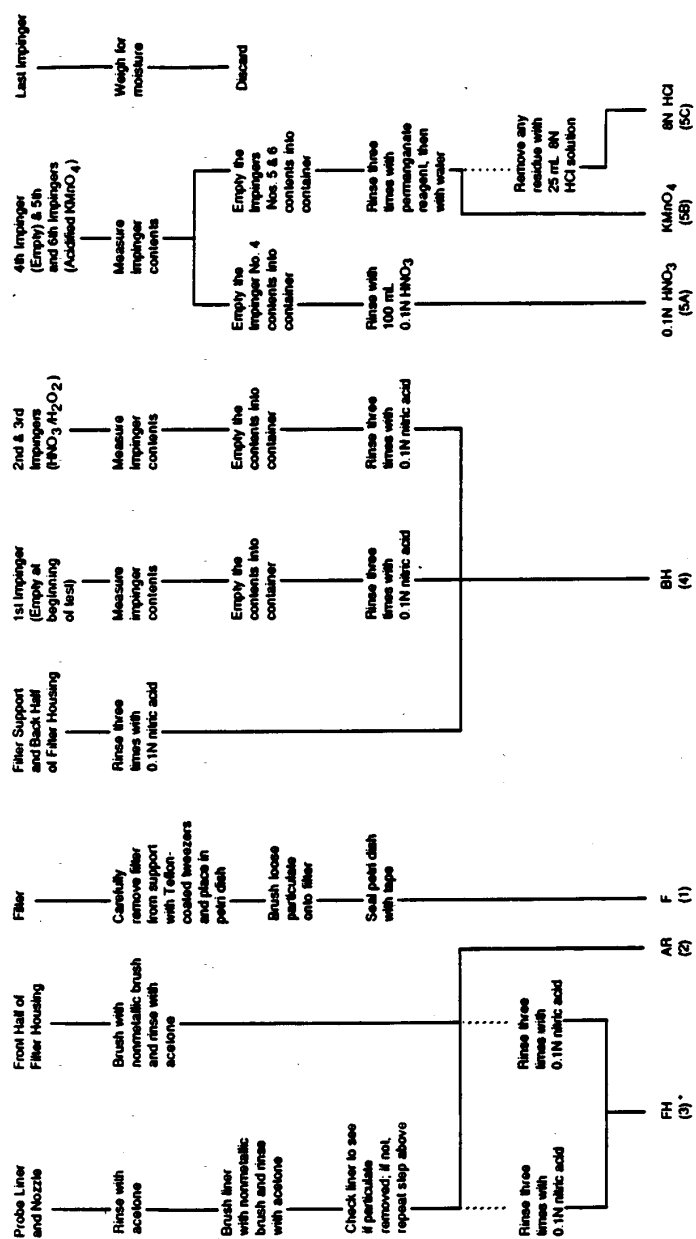 Probe Liner
and Nozzle
Rinse with
acetone
Brush liner
with nonmetallic
brush and rinse
with acetone
Check liner to see
if particulate
removed; if not,
repeat step above
Rinse three
times with
0.1N nitric acid
FH
(3)*
Front Half of
Filter Housing
Brush with
nonmetallic brush
and rinse with
acetone
Rinse three
times with
0.1N nitric acid
AR
(2)
Filter
Carefully
remove filter
from support
with Teflon-
coated tweezers
and place in
petri dish
Brush loose
particulate
onto filter
Seal petri dish
with tape
F
(1)
Filter Support
and Back Half
of Filter Housing
Rinse three
times with
0.1N nitric acid
1st Impinger
(Empty at
beginning
of test)
Measure
impinger
contents
Empty the
contents into
container
Rinse three
times with
0.1N nitric acid
BH
(4)
2nd & 3rd
Impingers
(HNO3/H2O2)
Measure
impinger
contents
Empty the
contents into
container
Rinse three
times with
0.1N nitric acid
4th Impinger
(Empty) & 5th
and 6th Impingers
(Acidified KMnO4)
Measure
impinger
contents
Empty the
Impinger No. 4
contents into
container
Rinse with
100 mL
0.1N HNO3
0.1N HNO3
(5A)
Empty the
Impingers
Nos. 5 & 6
contents into
container
Rinse three
times with
permanganate
reagent, then
with water
Remove any
residue with
25 mL 8N
HCl solution
KMnO4
(5B)
8N HCl
(5C)
Last Impinger
Weigh for
moisture
Discard